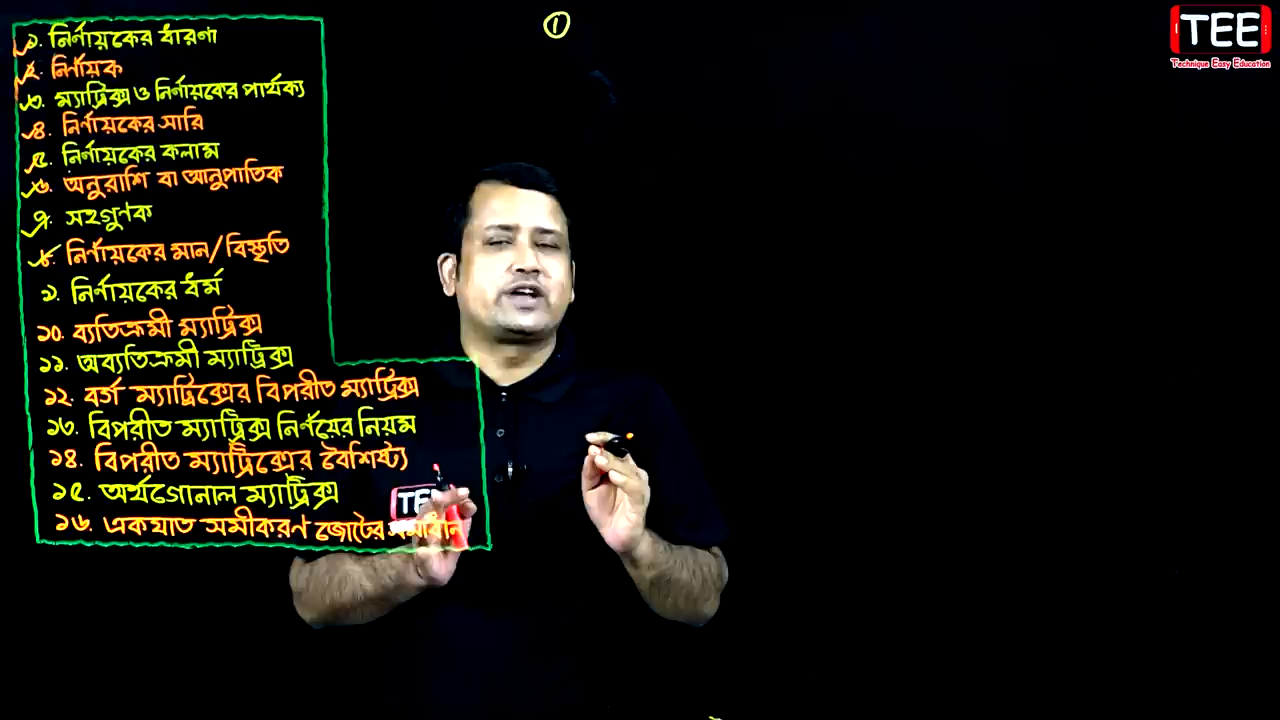 ১. নির্ণায়কের ধারণা
২. নির্ণায়ক
৩. ম্যাট্রিক্স ও নির্ণায়কের পার্থক্য
৪. নির্ণায়কের সারি
৫. নির্ণায়কের কলাম
৬. অনুরাশি বা আনুপাতিক
৭. সহগুণক
৮. নির্ণায়কের মান/বিস্তৃতি
৯. নির্ণায়কের ধর্ম
১০. ব্যতিক্রমী ম্যাট্রিক্স
১১. অব্যতিক্রমী ম্যাট্রিক্স
১২. বর্গ ম্যাট্রিক্সের বিপরীত ম্যাট্রিক্স
১৩. বিপরীত ম্যাট্রিক্স নির্ণয়ের নিয়ম
১৪. বিপরীত ম্যাট্রিক্সের বৈশিষ্ট্য
১৫. অর্থগোনাল ম্যাট্রিক্স
১৬. একঘাত সমীকরণ জোটের সমাধান
1
TEE
Technique Easy Education
TEE